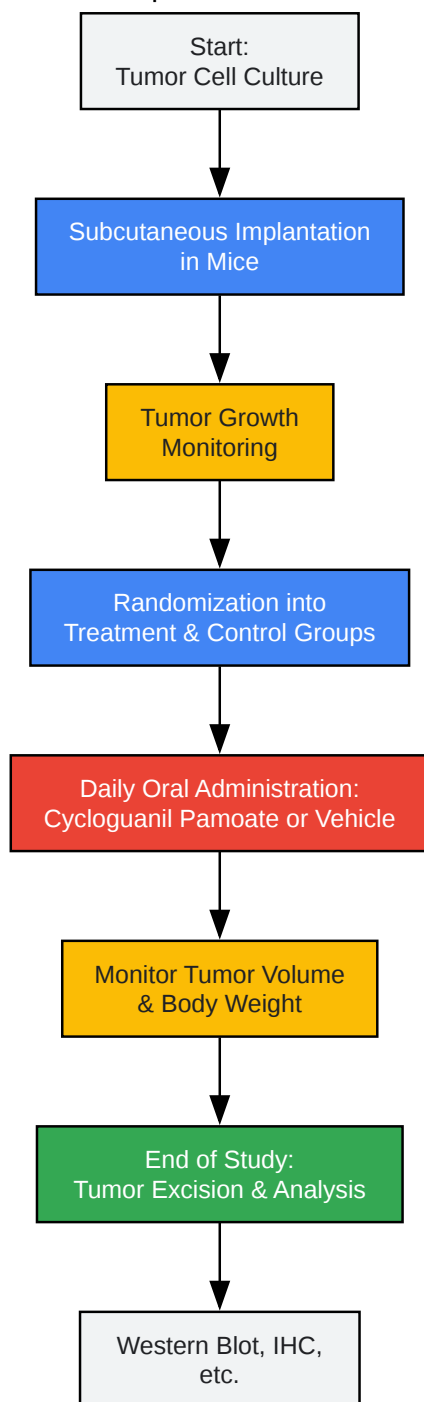 Start:
Tumor Cell Culture
Subcutaneous Implantation
in Mice
Tumor Growth
Monitoring
Randomization into
Treatment & Control Groups
Daily Oral Administration:
Cycloguanil Pamoate or Vehicle
Monitor Tumor Volume
& Body Weight
End of Study:
Tumor Excision & Analysis
Western Blot, IHC,
etc.